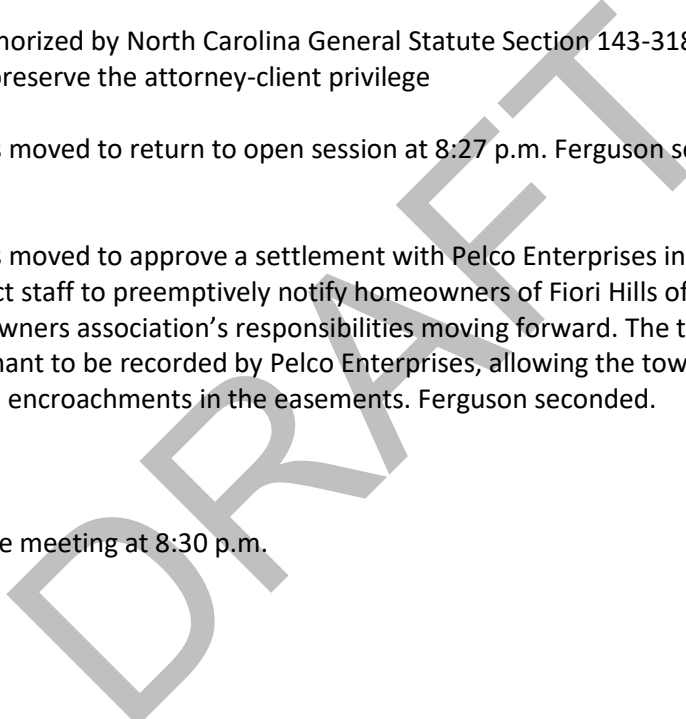 horized by North Carolina General Statute Section 143-318
preserve the attorney-client privilege
s moved to return to open session at 8:27 p.m. Ferguson se
s moved to approve a settlement with Pelco Enterprises in
ct staff to preemptively notify homeowners of Fiori Hills of
wners association's responsibilities moving forward. The t
nant to be recorded by Pelco Enterprises, allowing the tow
encroachments in the easements. Ferguson seconded.
e meeting at 8:30 p.m.
DRAFT